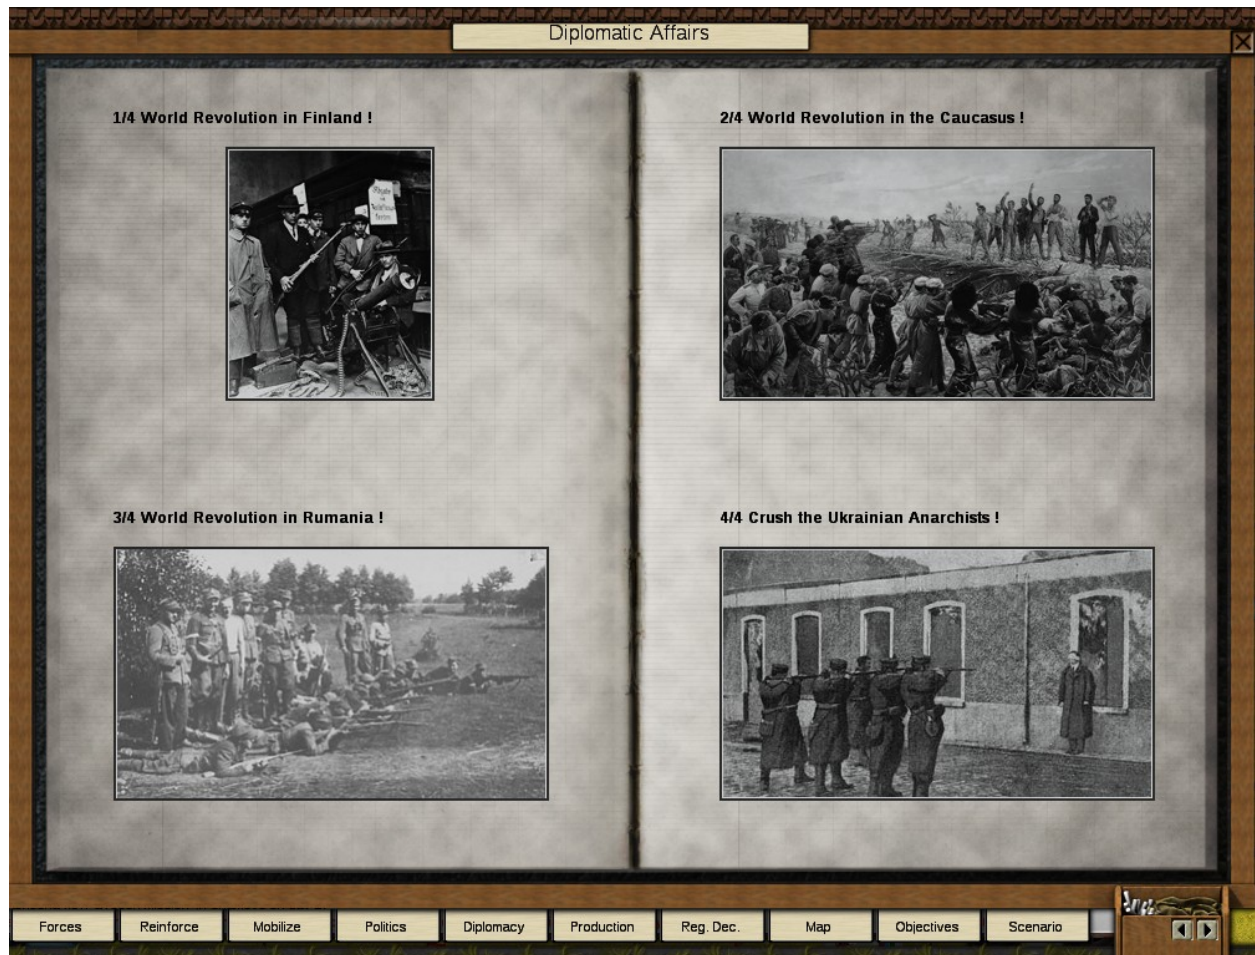 Diplomatic Affairs
1/4 World Revolution in Finland !
2/4 World Revolution in the Caucasus !
3/4 World Revolution in Rumania !
4/4 Crush the Ukrainian Anarchists !
Forces
Reinforce
Mobilize
Politics
Diplomacy
Production
Reg. Dec.
Map
Objectives
Scenario